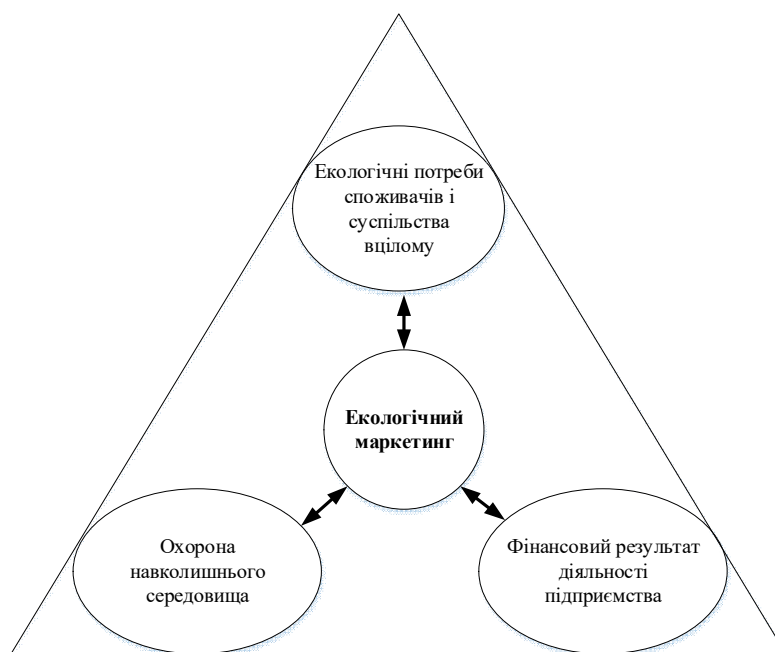 Екологічні потреби
споживачів і
суспільства
вцілому
Екологічний
маркетинг
Охорона
навколишнього
середовища
Фінансовий результат
діяльності
підприємства